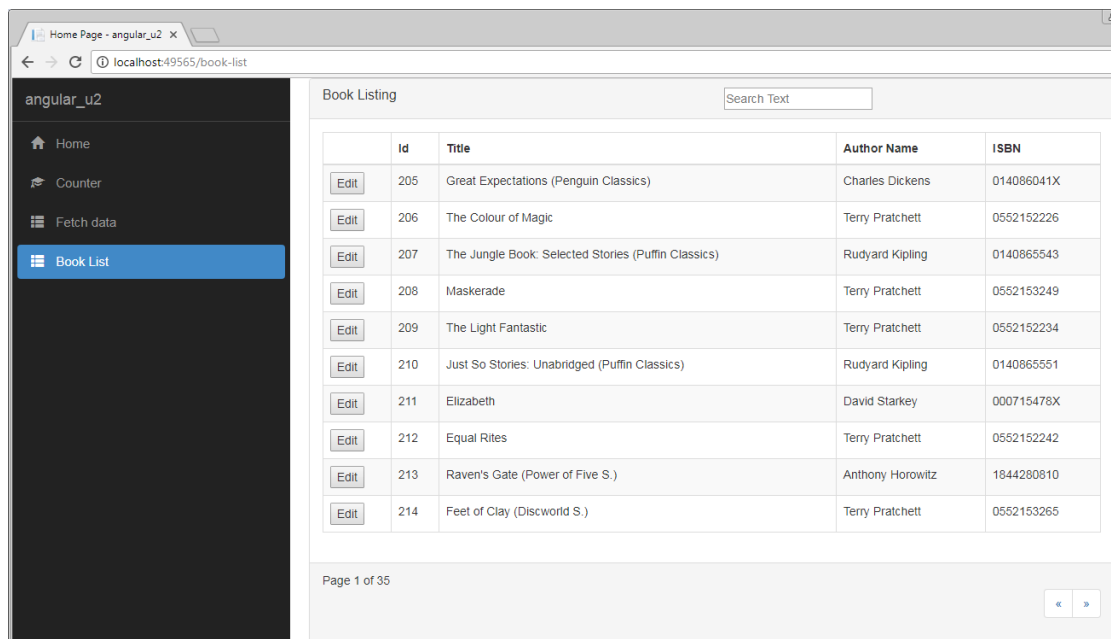 Home Page - angular_u2
localhost:49565/book-list
angular_u2
Home
Counter
Fetch data
Book List
Book Listing
Search Text
Id Title Author Name ISBN
Edit 205 Great Expectations (Penguin Classics) Charles Dickens 014086041X
Edit 206 The Colour of Magic Terry Pratchett 0552152226
Edit 207 The Jungle Book: Selected Stories (Puffin Classics) Rudyard Kipling 0140865543
Edit 208 Maskerade Terry Pratchett 0552153249
Edit 209 The Light Fantastic Terry Pratchett 0552152234
Edit 210 Just So Stories: Unabridged (Puffin Classics) Rudyard Kipling 0140865551
Edit 211 Elizabeth David Starkey 000715478X
Edit 212 Equal Rites Terry Pratchett 0552152242
Edit 213 Raven's Gate (Power of Five S.) Anthony Horowitz 1844280810
Edit 214 Feet of Clay (Discworld S.) Terry Pratchett 0552153265
Page 1 of 35
« »